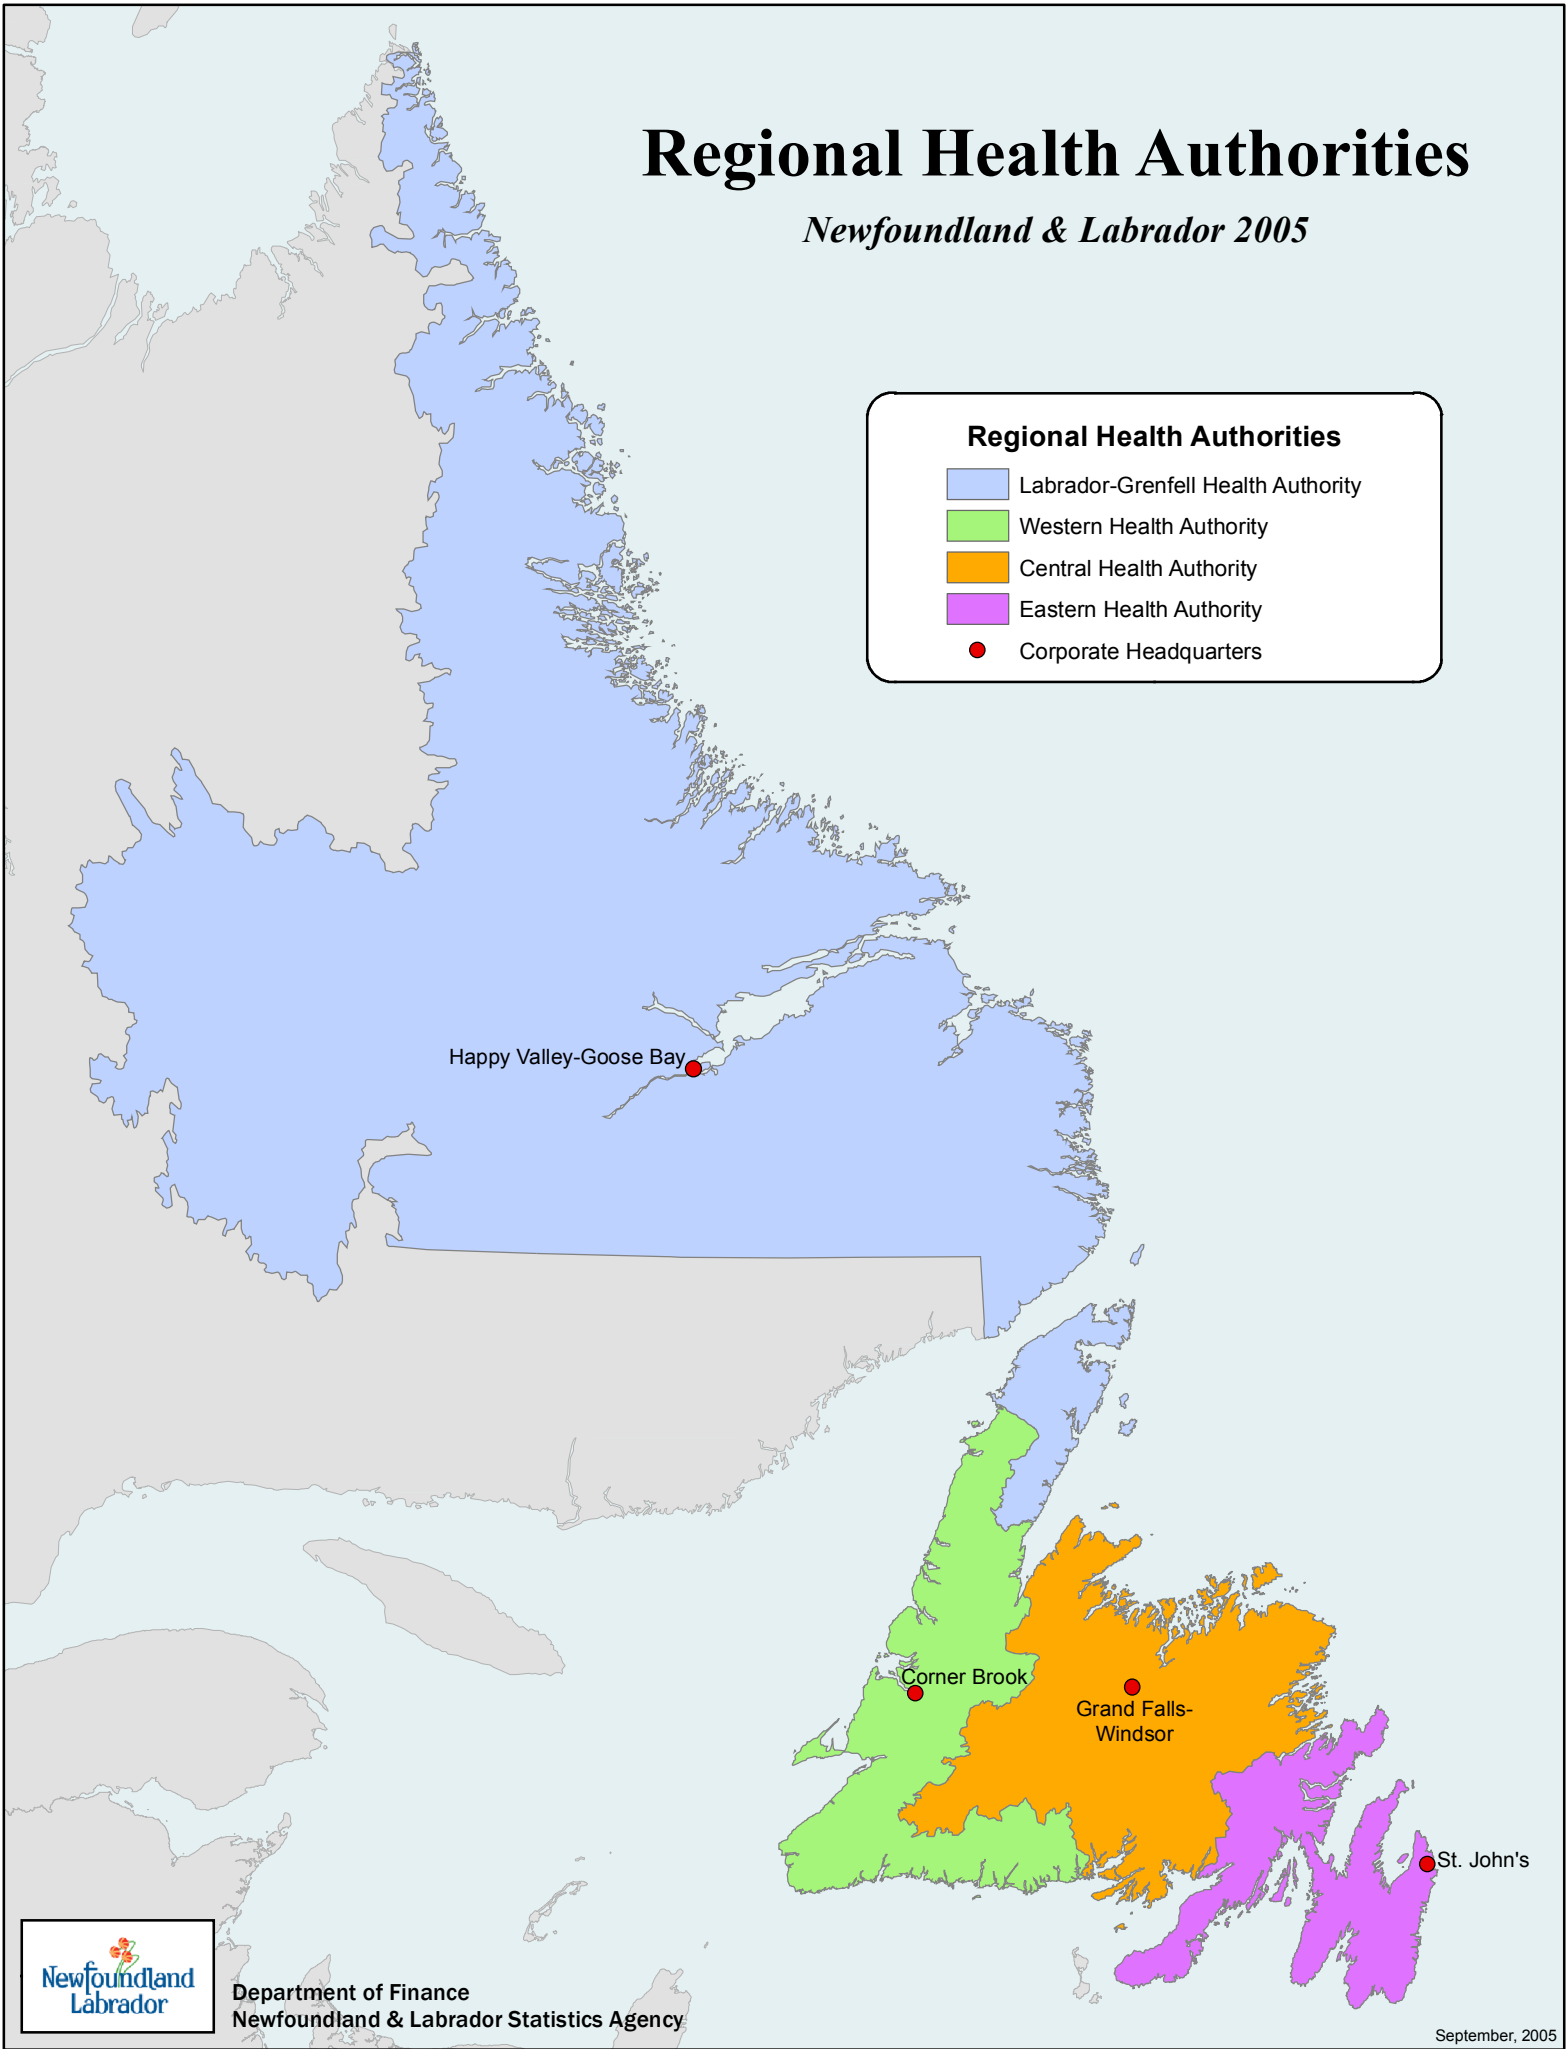 Regional Health Authorities
Newfoundland & Labrador 2005
Regional Health Authorities
Labrador-Grenfell Health Authority
Western Health Authority
Central Health Authority
Eastern Health Authority
Corporate Headquarters
Happy Valley-Goose Bay
Corner Brook
Grand Falls-
Windsor
St. John's
Newfoundland
Labrador
Department of Finance
Newfoundland & Labrador Statistics Agency
September, 2005